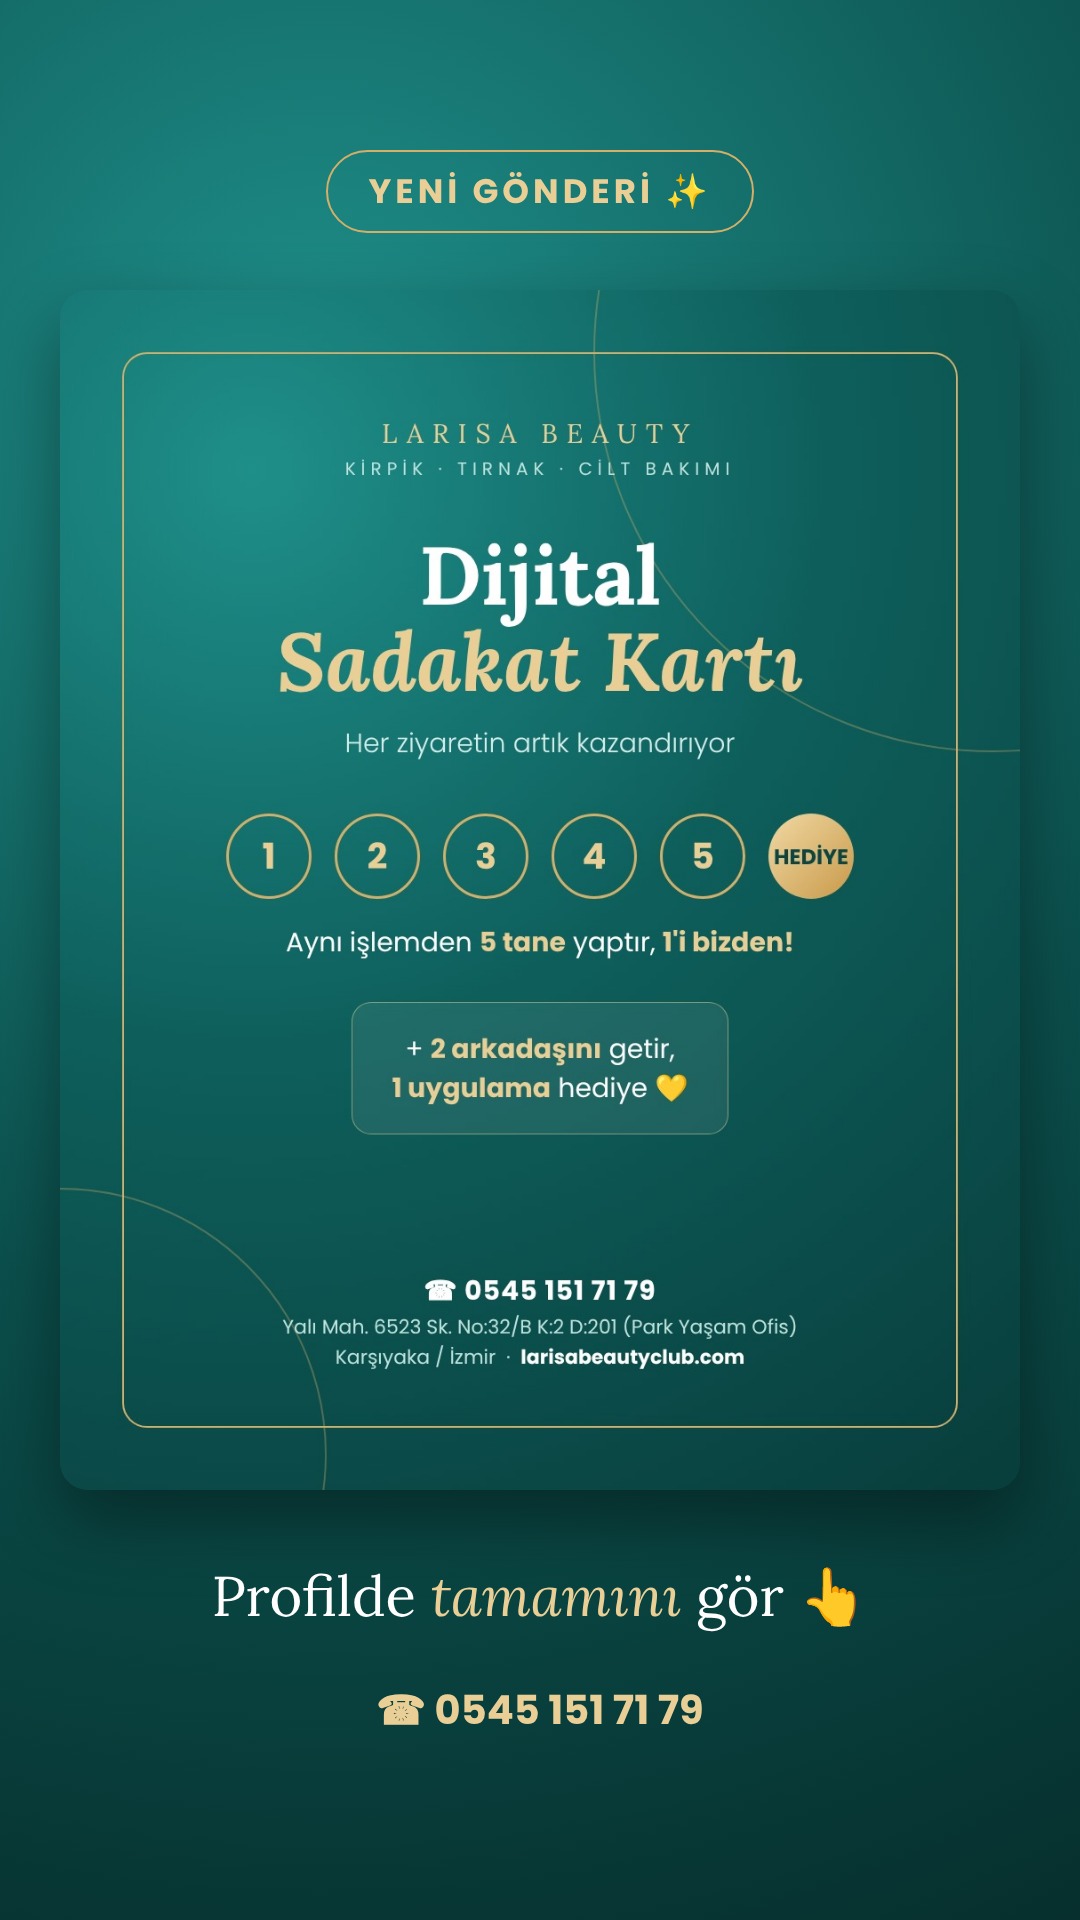 YENİ GÖNDERİ ✨
LARISA BEAUTY
KİRPİK · TIRNAK · CİLT BAKIMI
Dijital
Sadakat Kartı
Her ziyaretin artık kazandırıyor
1 2 3 4 5 HEDİYE
Aynı işlemden 5 tane yaptır, 1'i bizden!
+ 2 arkadaşını getir,
1 uygulama hediye 💛
☎ 0545 151 71 79
Yalı Mah. 6523 Sk. No:32/B K:2 D:201 (Park Yaşam Ofis)
Karşıyaka / İzmir · larisabeautyclub.com
Profilde tamamını gör 👆
☎ 0545 151 71 79